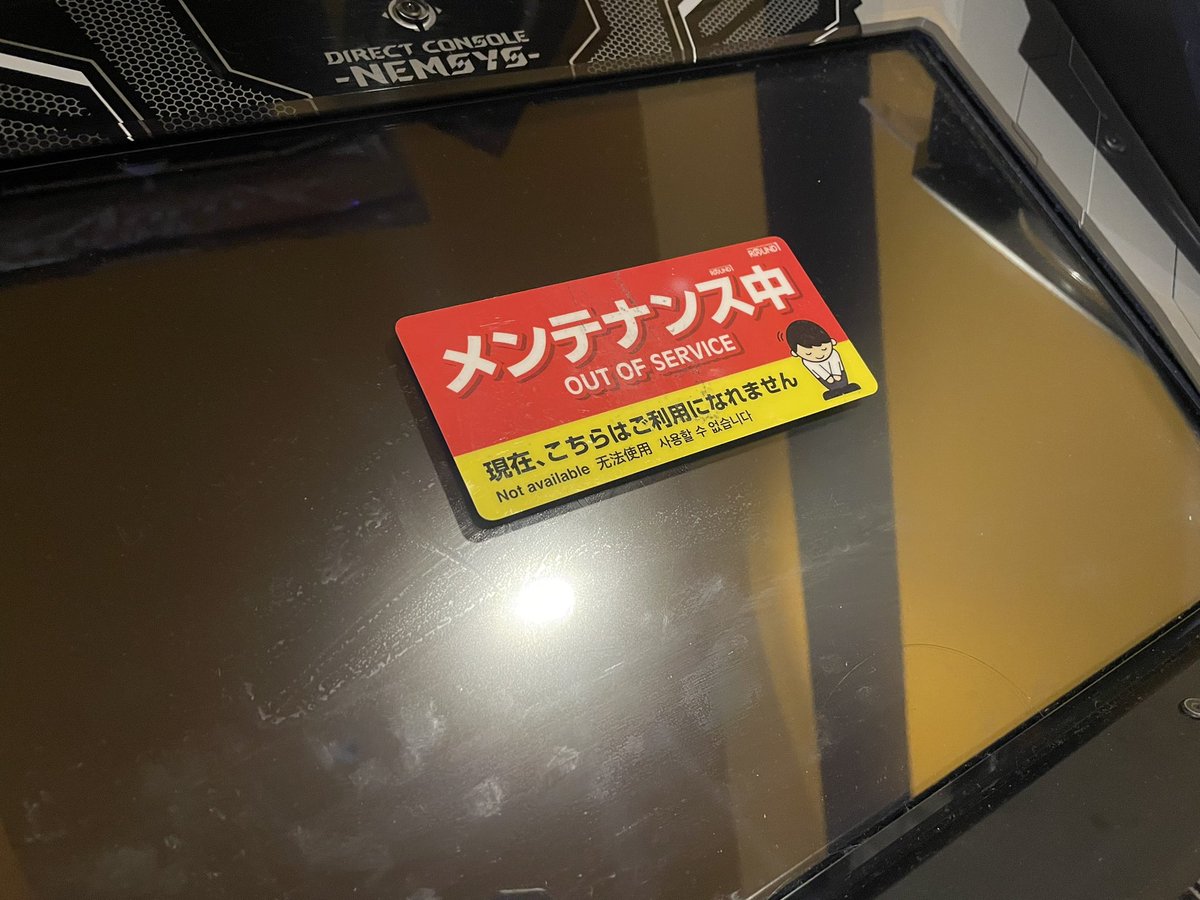 DIRECT CONSOLE
-NEMSYS-
ROUND1
ROUND1
メンテナンス中
OUT OF SERVICE
現在、こちらはご利用になれません
Not available 无法使用 사용할 수 없습니다